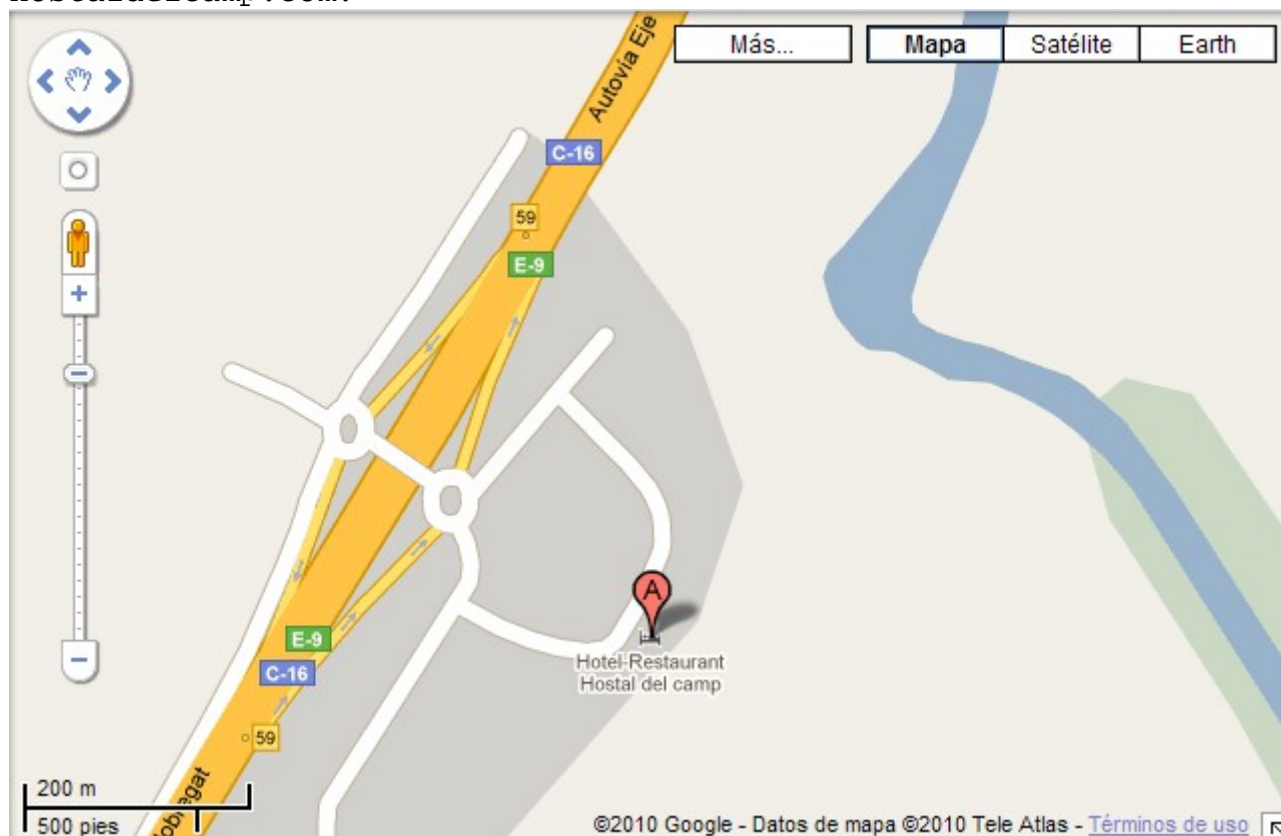 Más...
Mapa
Satélite
Earth
Autovía Eje
C-16
59
E-9
A
E-9
C-16
Hotel-Restaurant
Hostal del camp
59
200 m
500 pies
©2010 Google - Datos de mapa ©2010 Tele Atlas - Términos de uso